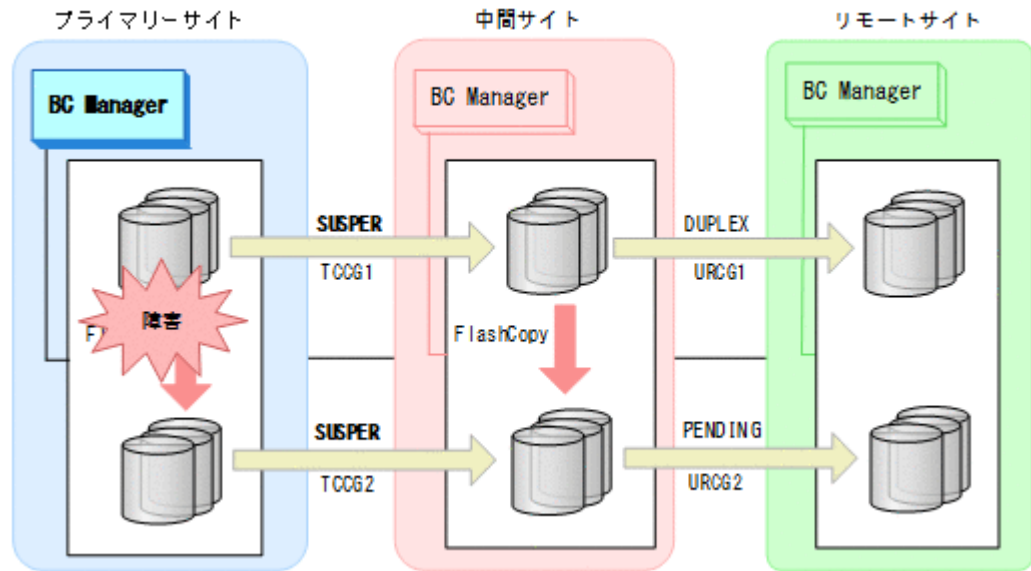 プライマリーサイト
中間サイト
リモートサイト
BC Manager
BC Manager
BC Manager
SUSPER
TCCG1
DUPLEX
URCG1
障害
FlashCopy
SUSPER
TCCG2
PENDING
URCG2